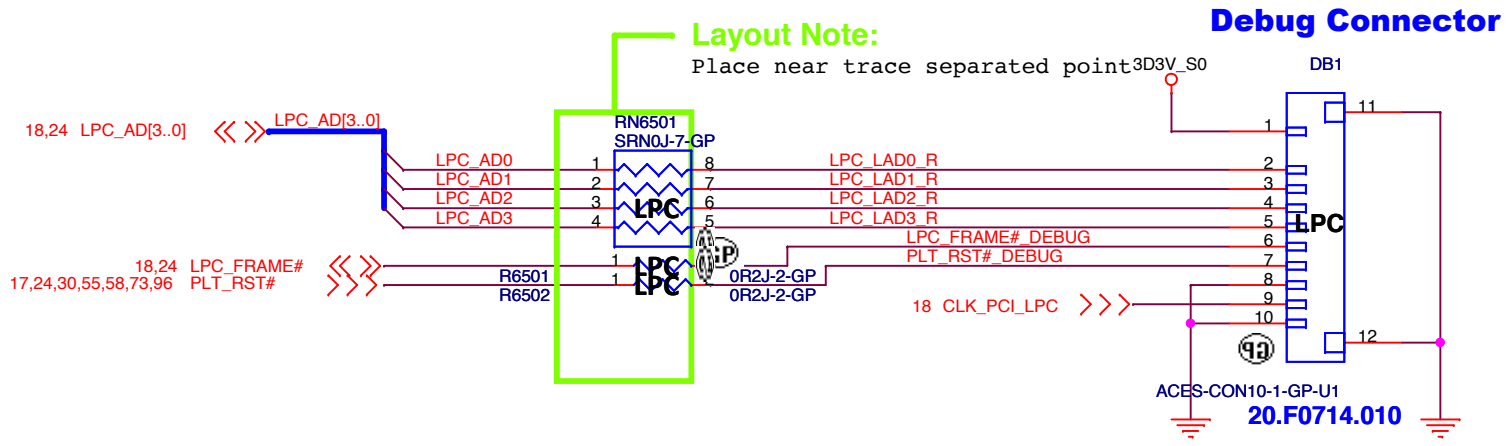 Debug Connector
Layout Note:
Place near trace separated point
3D3V_S0
DB1
18,24 LPC_AD[3..0]
LPC_AD[3..0]
RN6501
SRN0J-7-GP
LPC_AD0 1 8 LPC_LAD0_R 2
LPC_AD1 2 7 LPC_LAD1_R 3
LPC_AD2 3 6 LPC_LAD2_R 4
LPC_AD3 4 5 LPC_LAD3_R 5
LPC
LPC
1
11
18,24 LPC_FRAME# 1 LPC LPC_FRAME#_DEBUG 6
R6501 0R2J-2-GP
17,24,30,55,58,73,96 PLT_RST# 1 LPC PLT_RST#_DEBUG 7
R6502 0R2J-2-GP
GP
8
18 CLK_PCI_LPC 9
10
12
GP
ACES-CON10-1-GP-U1
20.F0714.010